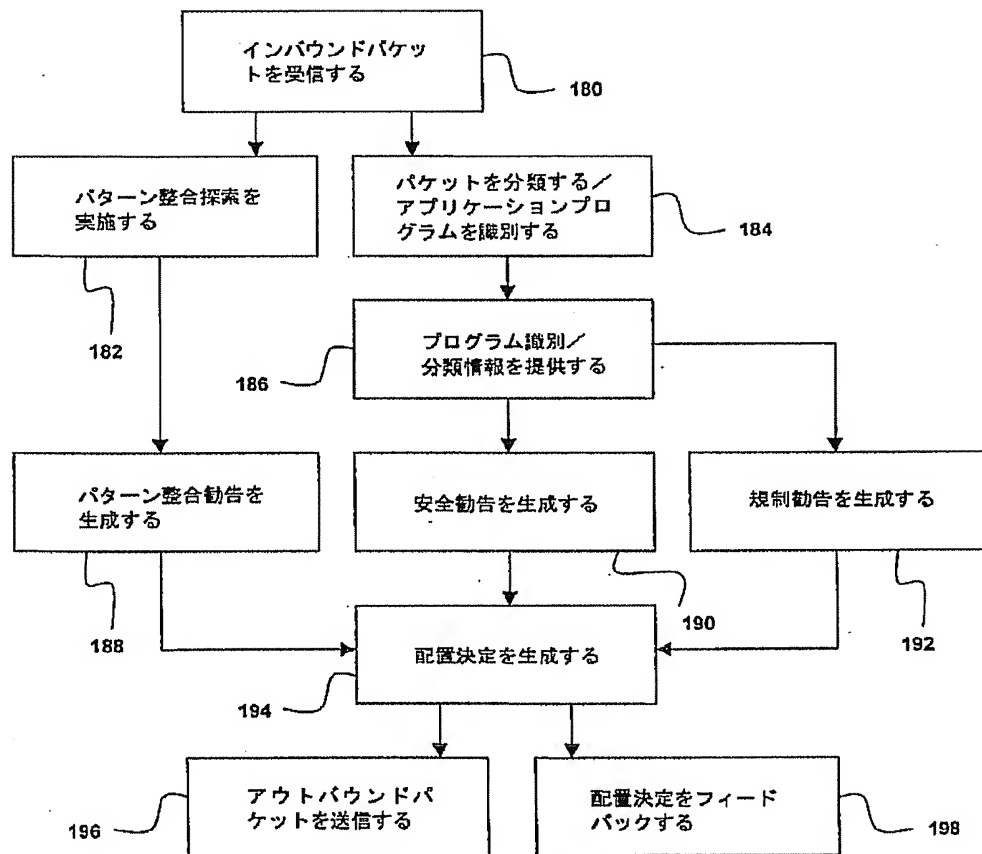 インバウンドパケッ
トを受信する
180
パターン整合探索を
実施する
182
パケットを分類する／
アプリケーションプロ
グラムを識別する
184
プログラム識別／
分類情報を提供する
186
パターン整合勧告を
生成する
188
安全勧告を生成する
190
規制勧告を生成する
192
配置決定を生成する
194
アウトバウンドパ
ケットを送信する
196
配置決定をフィード
バックする
198